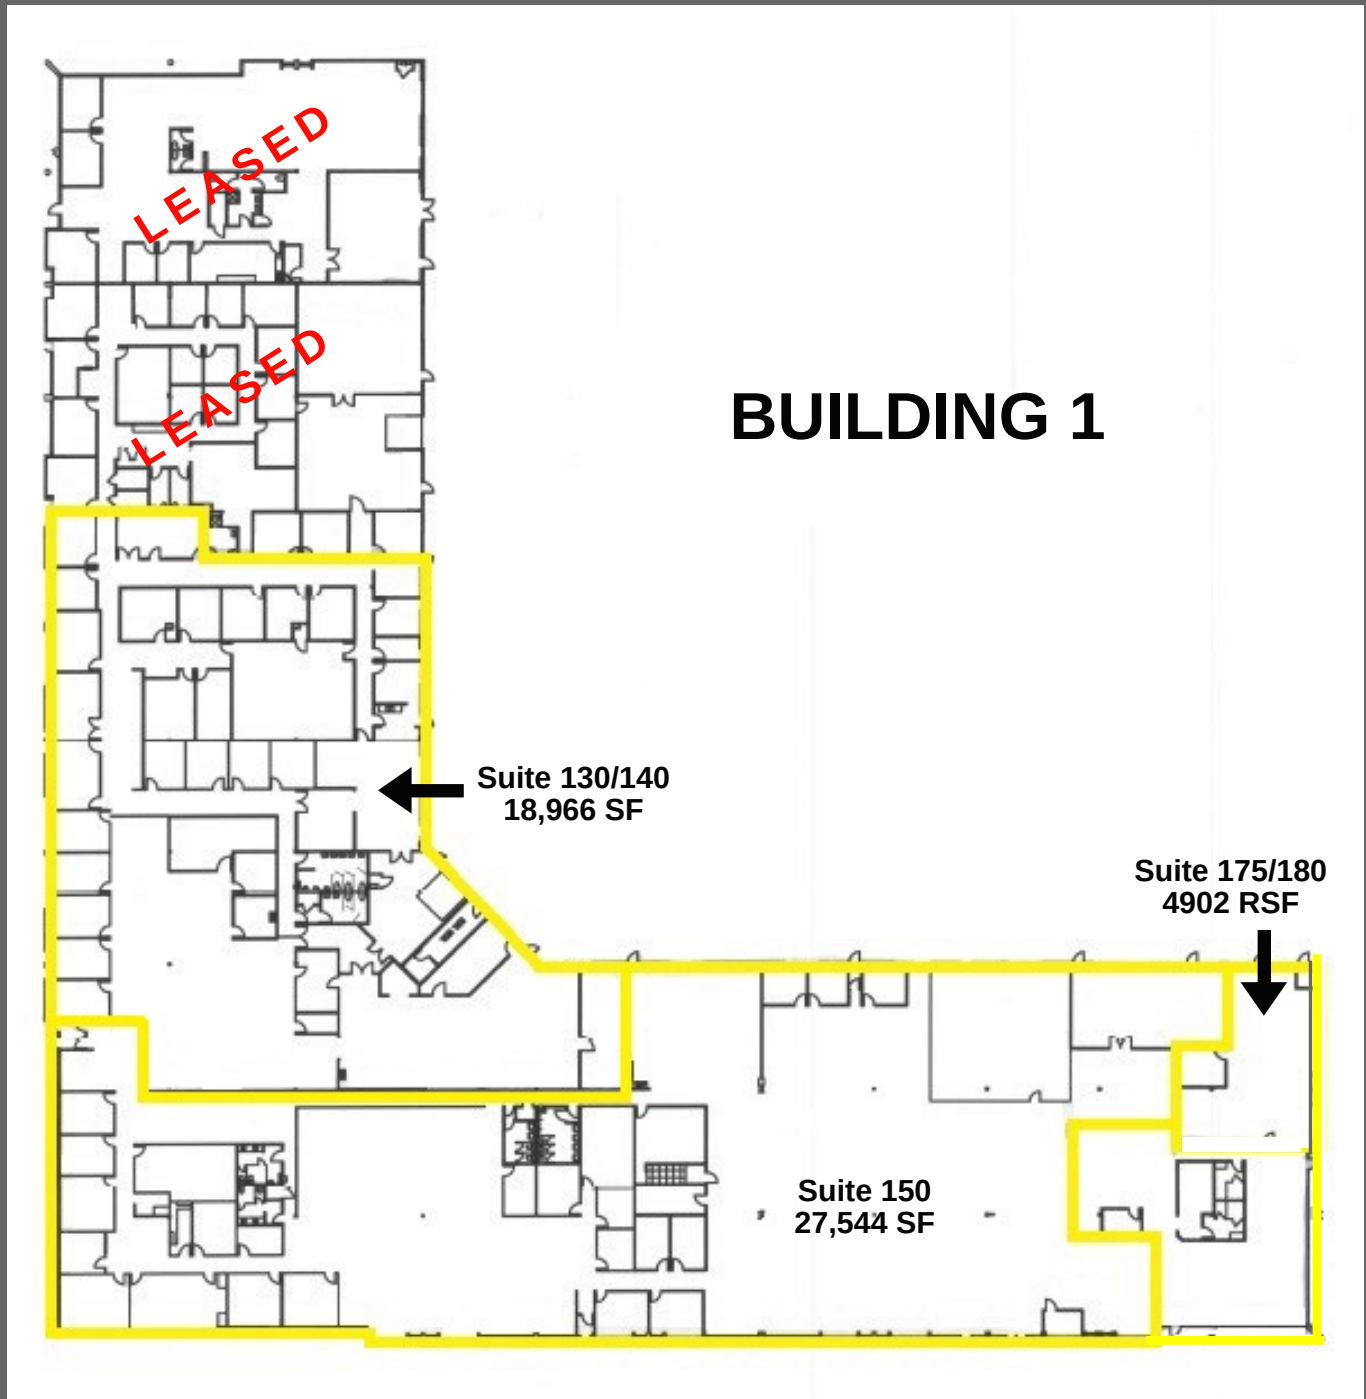 LEASED
LEASED
BUILDING 1
Suite 130/140
18,966 SF
Suite 175/180
4902 RSF
Suite 150
27,544 SF